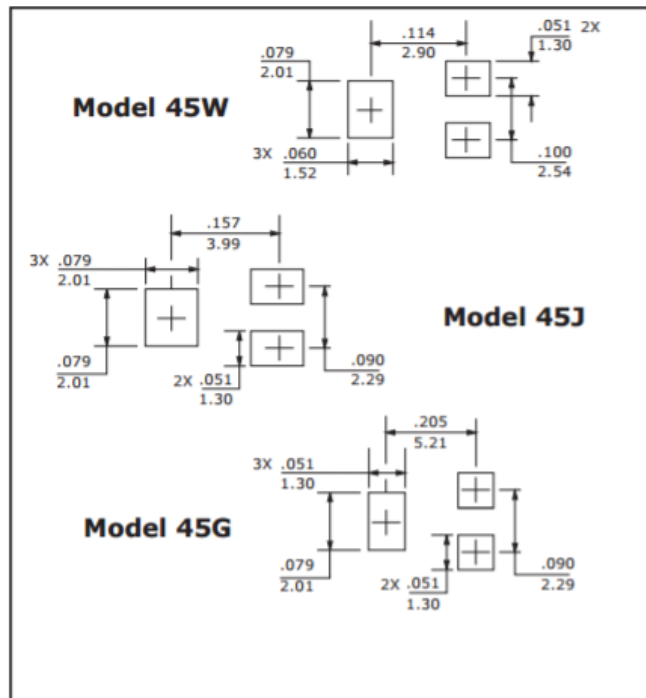 .114
2.90
.051 2X
1.30
.079
2.01
Model 45W
3X .060
1.52
.100
2.54
.157
3.99
3X .079
2.01
Model 45J
.079
2.01
2X .051
1.30
.090
2.29
.205
5.21
3X .051
1.30
Model 45G
.079
2.01
2X .051
1.30
.090
2.29